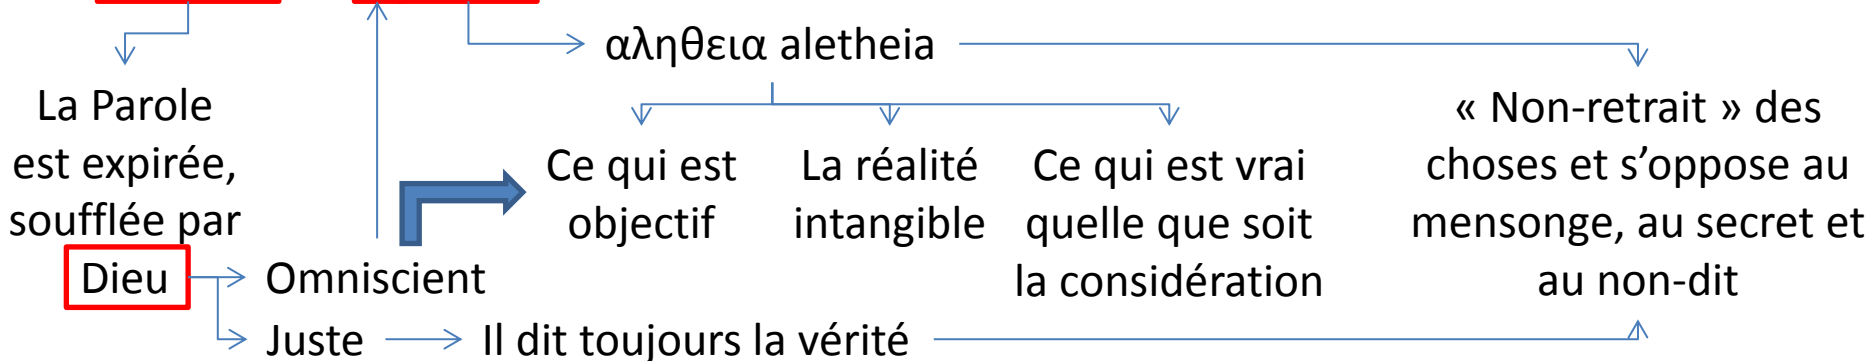 αληθεια aletheia
La Parole
est expirée,
soufflée par
Dieu
Ce qui est
objectif
La réalité
intangible
Ce qui est vrai
quelle que soit
la considération
« Non-retrait » des
choses et s’oppose au
mensonge, au secret et
au non-dit
Omniscient
Juste
Il dit toujours la vérité